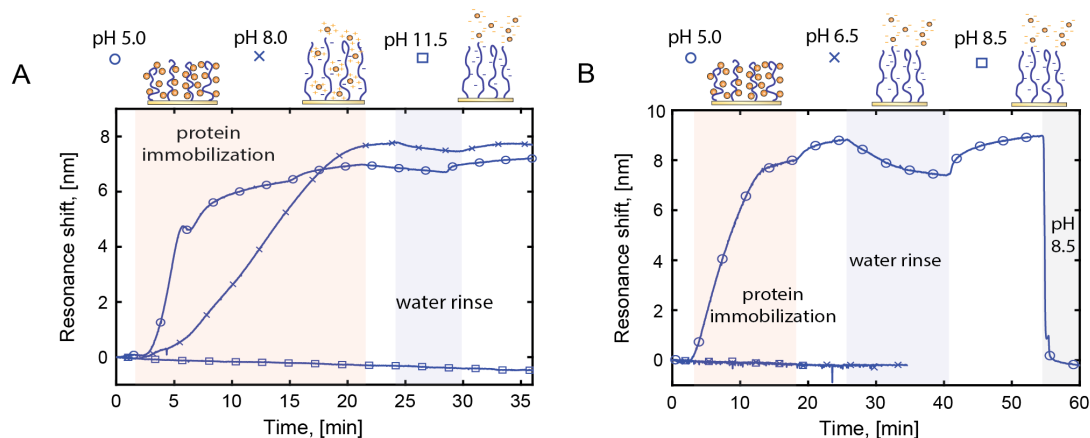 A
pH 5.0
pH 8.0
pH 11.5
protein
immobilization
water rinse
Resonance shift, [nm]
8
6
4
2
0
0
5
10
15
20
25
30
35
Time, [min]
B
pH 5.0
pH 6.5
pH 8.5
protein
immobilization
water rinse
pH
8.5
Resonance shift, [nm]
10
8
6
4
2
0
0
10
20
30
40
50
60
Time, [min]